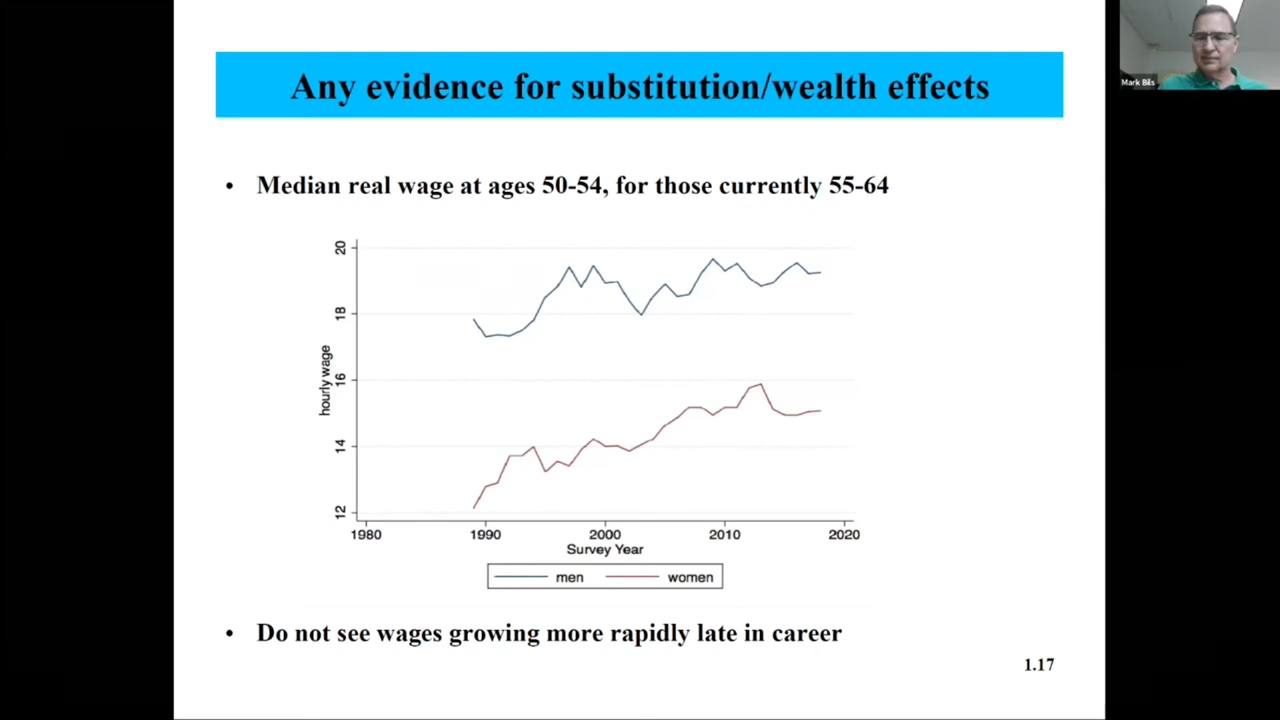 Any evidence for substitution/wealth effects
Mark Bils
• Median real wage at ages 50-54, for those currently 55-64
20
18
16
14
12
hourly wage
1980 1990 2000 2010 2020
Survey Year
men women
• Do not see wages growing more rapidly late in career
1.17